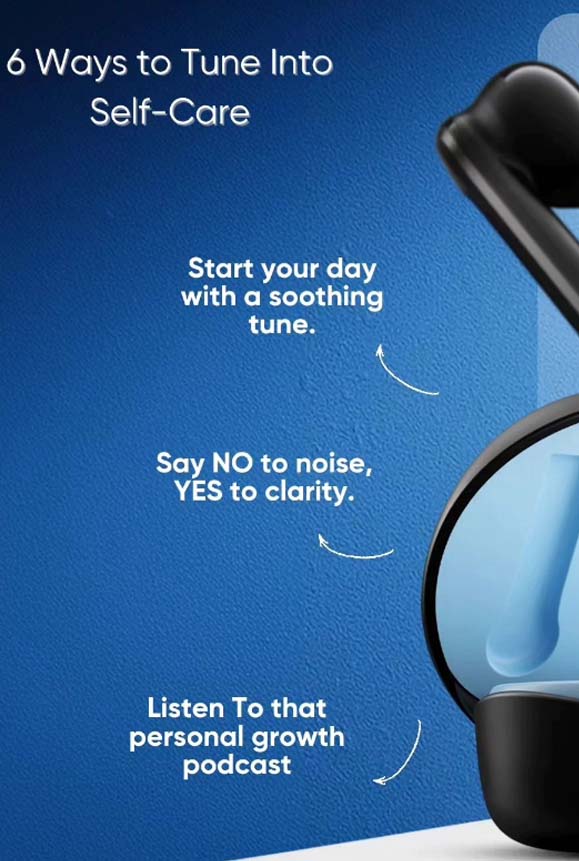 6 Ways to Tune Into
Self-Care
Start your day
with a soothing
tune.
Say NO to noise,
YES to clarity.
Listen To that
personal growth
podcast